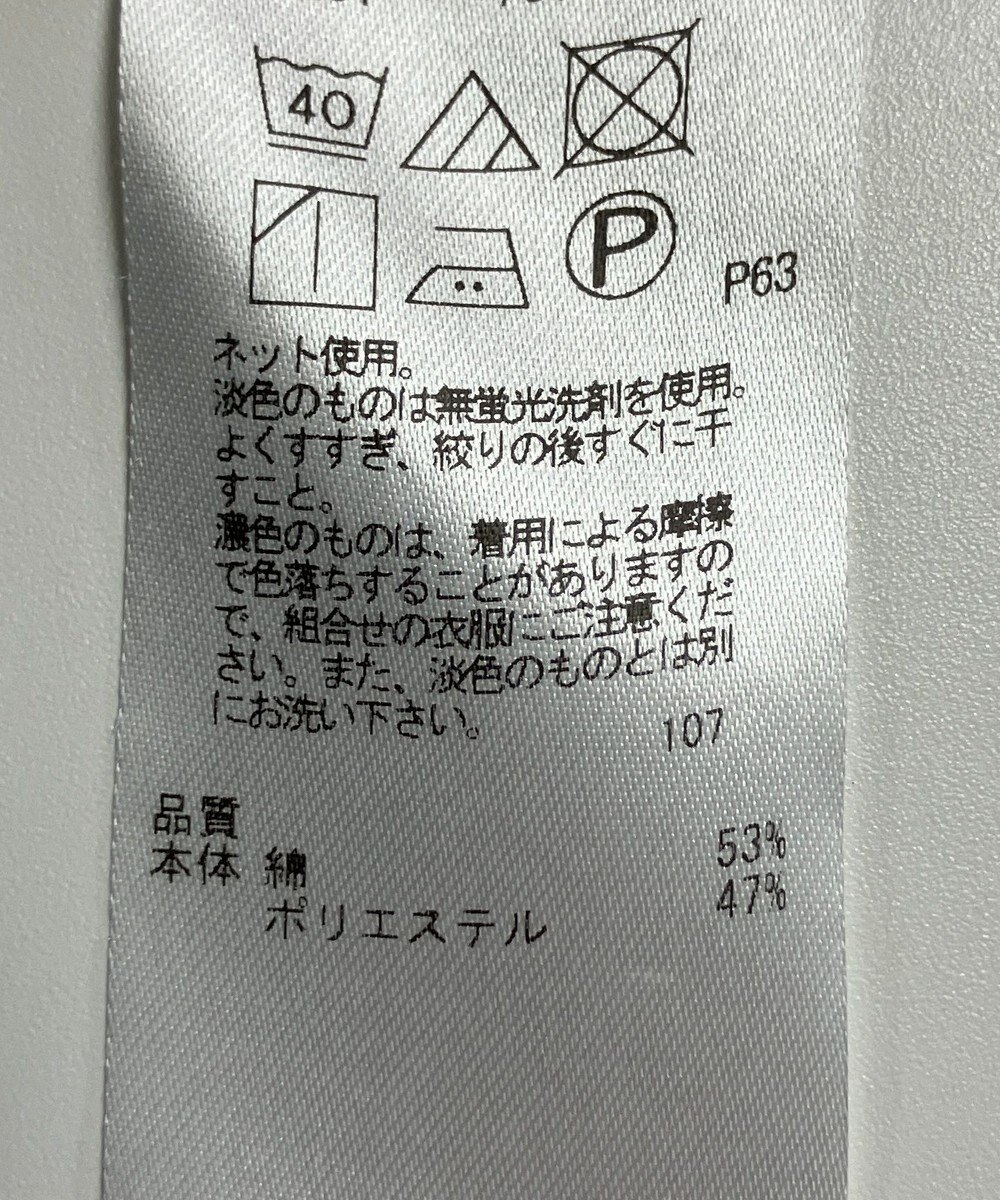 40
P
P63
ネット使用。
淡色のものは無蛍光洗剤を使用。
よくすすぎ、絞りの後すぐに干
すこと。
濃色のものは、着用による摩擦
で色落ちすることがありますの
で、組合せの衣服にご注意くだ
さい。また、淡色のものとは別
にお洗い下さい。
107
品質
本体 綿 53%
ポリエステル 47%